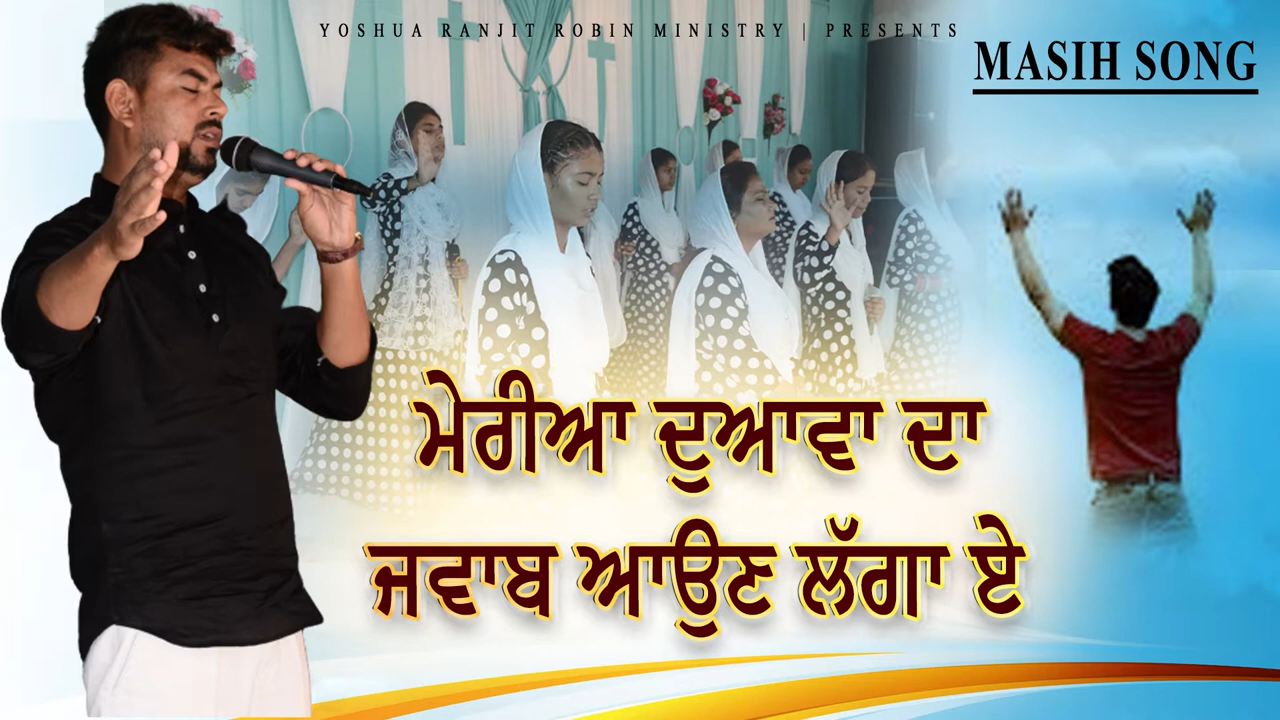 YOSHUA RANJIT ROBIN MINISTRY | PRESENTS
MASIH SONG
ਮੇਰੀਆ ਦੁਆਵਾ ਦਾ
ਜਵਾਬ ਆਉਣ ਲੱਗਾ ਏ